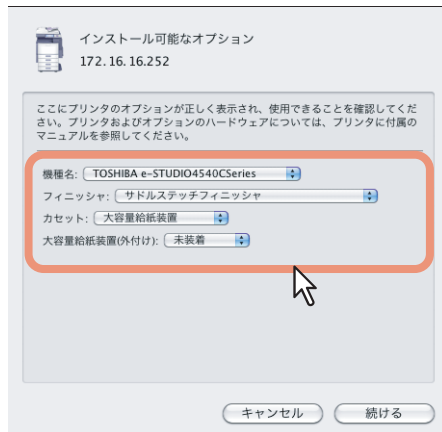 インストール可能なオプション
172.16.16.252
ここにプリンタのオプションが正しく表示され、使用できることを確認してくだ
さい。プリンタおよびオプションのハードウェアについては、プリンタに付属の
マニュアルを参照してください。
機種名: TOSHIBA e-STUDIO4540CSeries
フィニッシャ: サドルステッチフィニッシャ
カセット: 大容量給紙装置
大容量給紙装置(外付け): 未装着
キャンセル 続ける